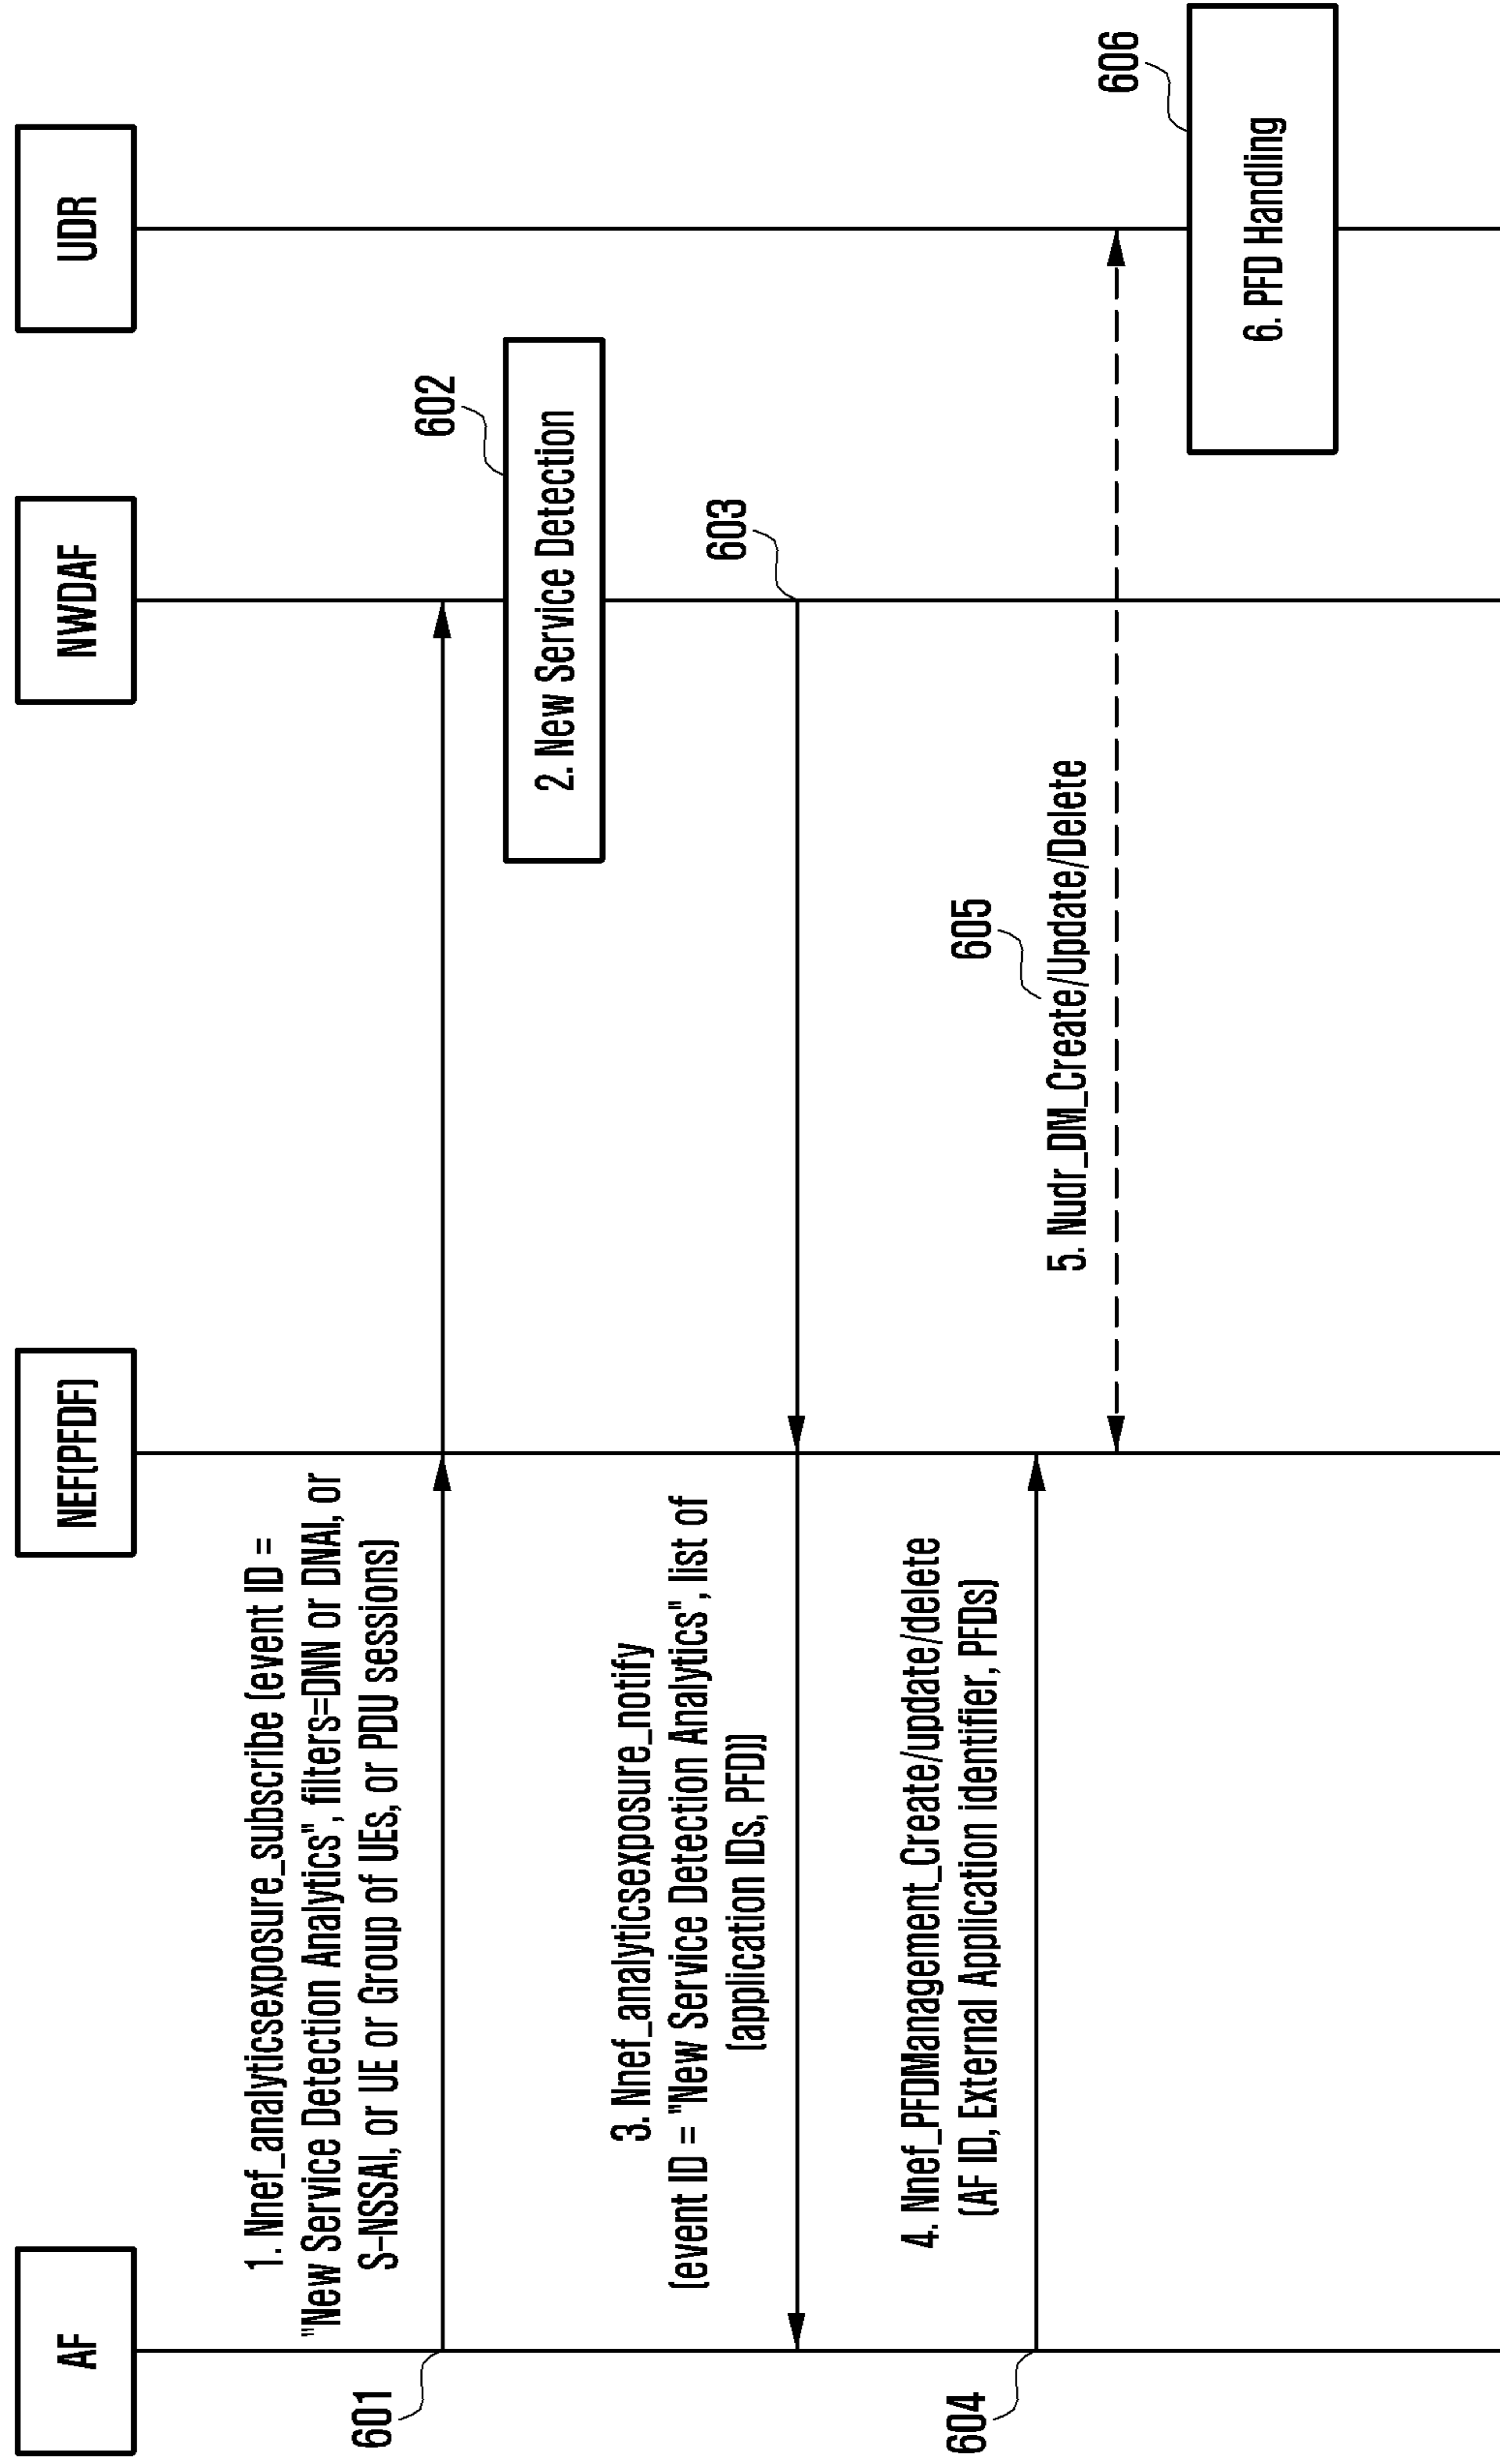 AF
NEF(PFDF)
NWDAF
UDR
1. Nnef_analyticsexposure_subscribe (event ID =
"New Service Detection Analytics", filters=DNN or DNAI, or
S-NSSAI, or UE or Group of UEs, or PDU sessions)
601
602
2. New Service Detection
3. Nnef_analyticsexposure_notify
(event ID = "New Service Detection Analytics", list of
(application IDs, PFD))
603
4. Nnef_PFDManagement_Create/update/delete
(AF ID, External Application identifier, PFDs)
604
605
5. Nudr_DM_Create/Update/Delete
606
6. PFD Handling